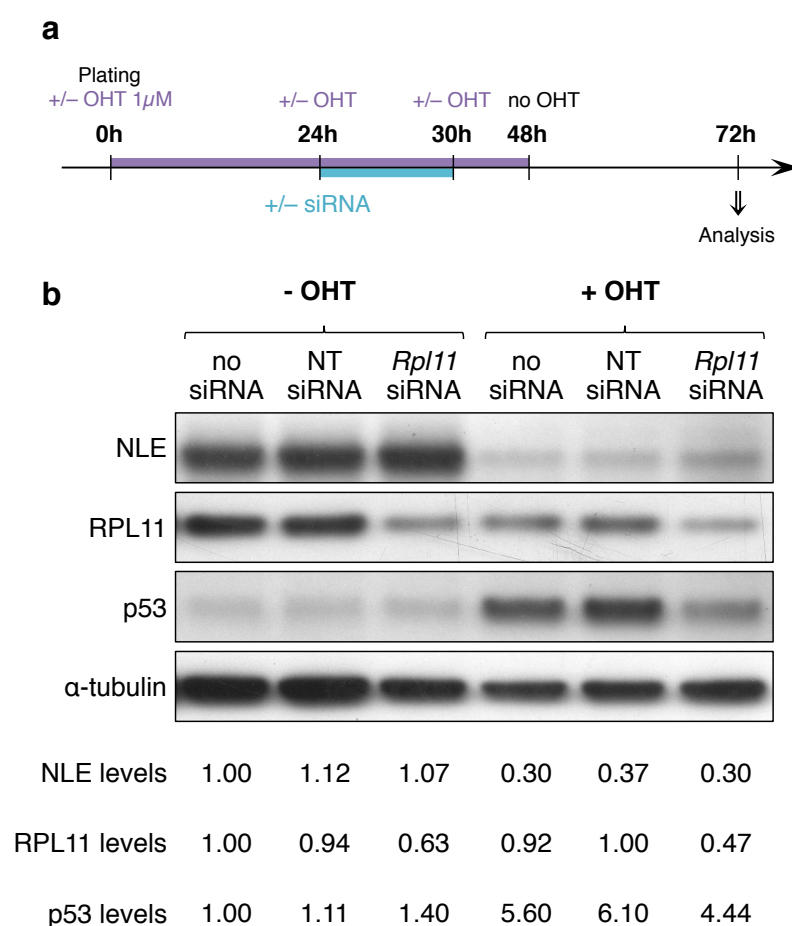 a
Plating
+/– OHT 1µM
+/– OHT
+/– OHT
no OHT
0h
24h
30h
48h
72h
+/– siRNA
Analysis
b
- OHT
+ OHT
no siRNA
NT siRNA
Rpl11 siRNA
no siRNA
NT siRNA
Rpl11 siRNA
NLE
RPL11
p53
α-tubulin
NLE levels 1.00 1.12 1.07 0.30 0.37 0.30
RPL11 levels 1.00 0.94 0.63 0.92 1.00 0.47
p53 levels 1.00 1.11 1.40 5.60 6.10 4.44